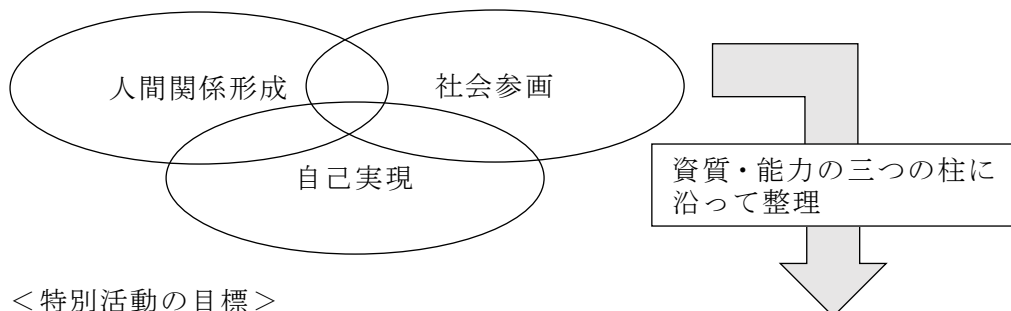 人間関係形成
社会参画
自己実現
資質・能力の三つの柱に
沿って整理
＜特別活動の目標＞